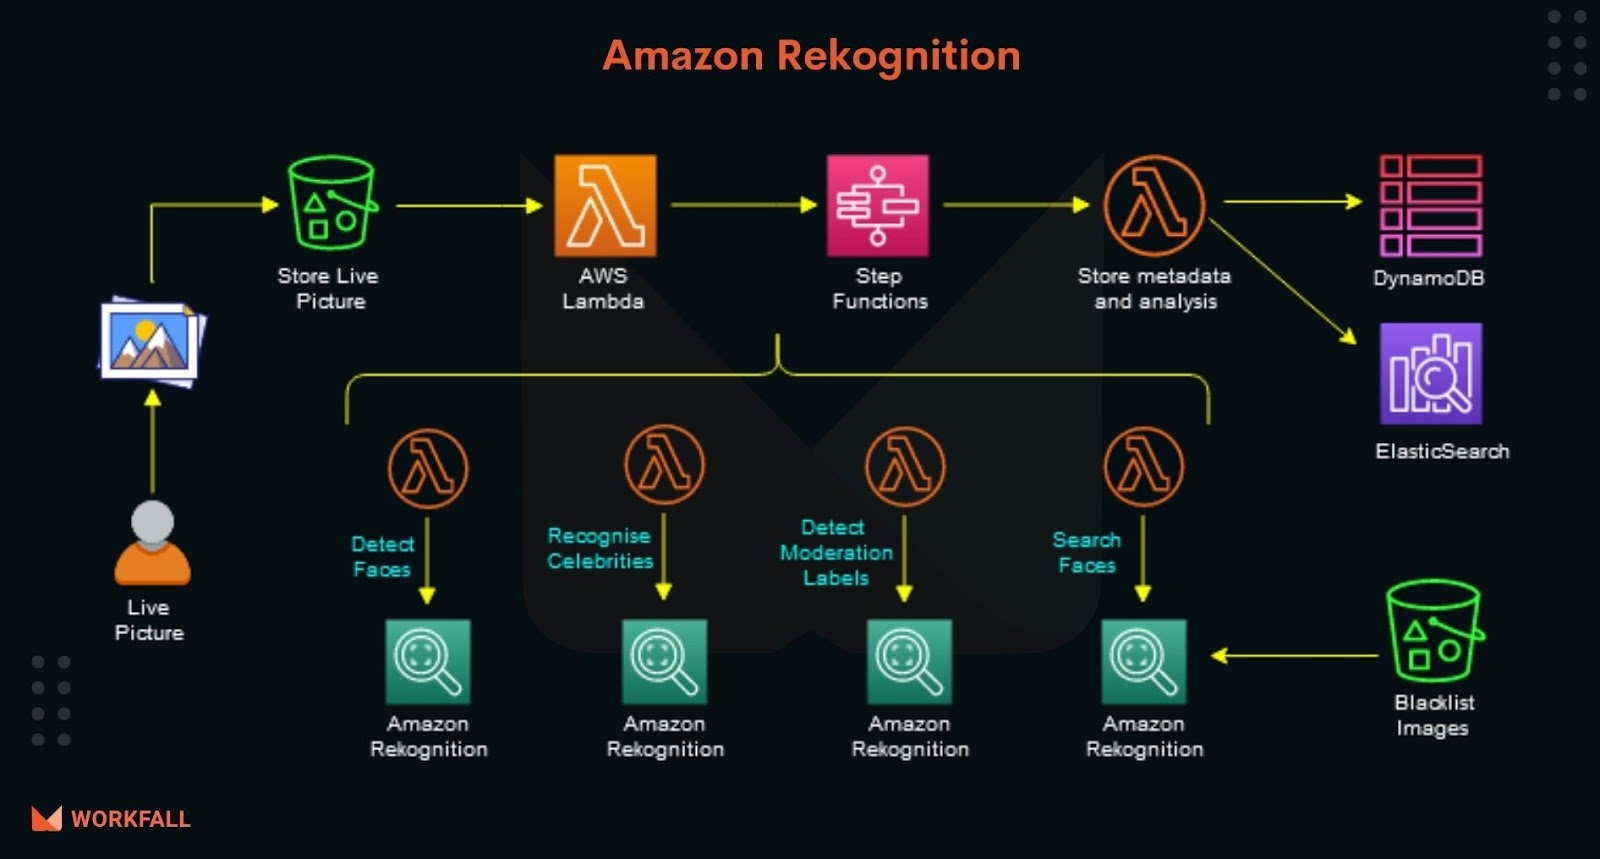 Amazon Rekognition
Store Live
Picture
AWS
Lambda
Step
Functions
Store metadata
and analysis
DynamoDB
ElasticSearch
Live
Picture
Detect
Faces
Recognise
Celebrities
Detect
Moderation
Labels
Search
Faces
Amazon
Rekognition
Amazon
Rekognition
Amazon
Rekognition
Amazon
Rekognition
Blacklist
Images
WORKFALL